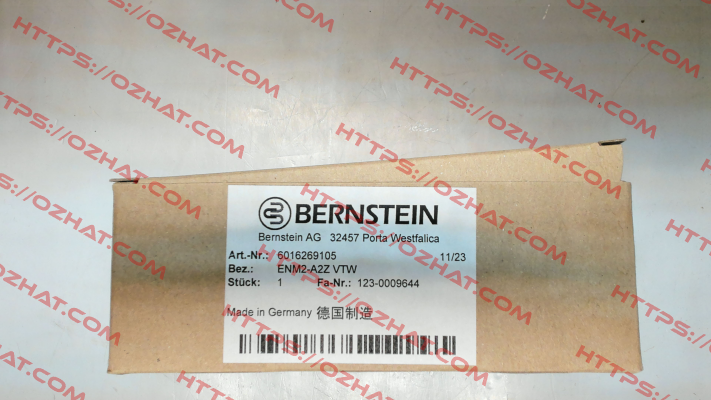 BERNSTEIN
Bernstein AG 32457 Porta Westfalica
Art.-Nr.: 6016269105 11/23
Bez.: ENM2-A2Z VTW
Stück: 1 Fa-Nr.: 123-0009644
Made in Germany 德国制造
HTTPS://OZHAT.COM